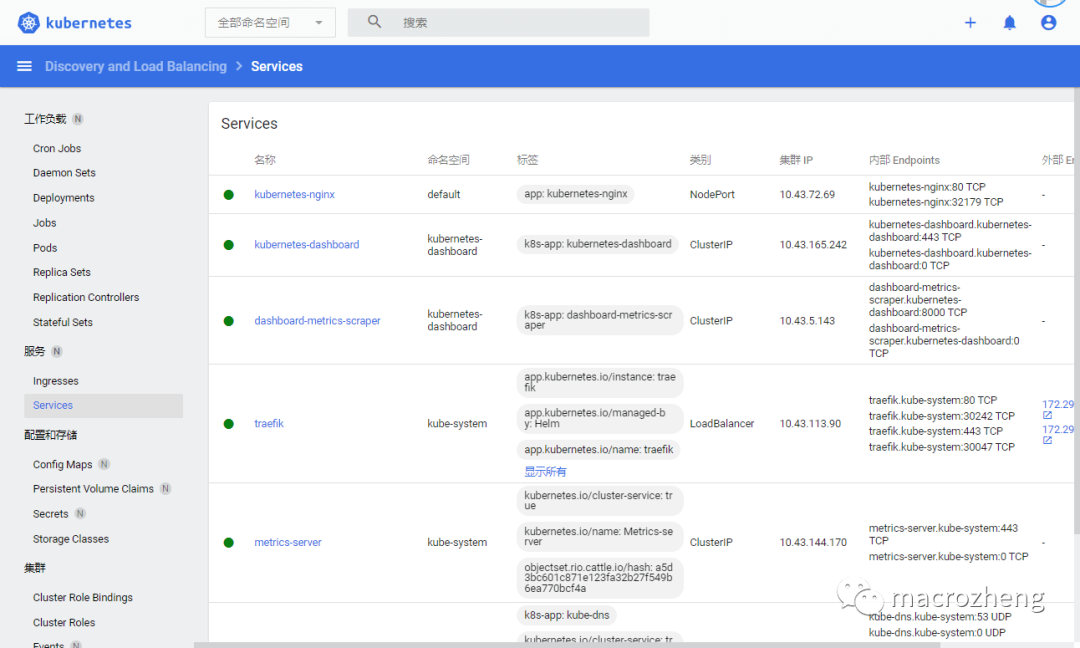 kubernetes
全部命名空间
搜索
Discovery and Load Balancing > Services
工作负载 N
Cron Jobs
Daemon Sets
Deployments
Jobs
Pods
Replica Sets
Replication Controllers
Stateful Sets
服务 N
Ingresses
Services
配置和存储
Config Maps N
Persistent Volume Claims N
Secrets N
Storage Classes
集群
Cluster Role Bindings
Cluster Roles
Events N
Services
名称 命名空间 标签 类别 集群 IP 内部 Endpoints 外部 En
kubernetes-nginx
default
app: kubernetes-nginx
NodePort
10.43.72.69
kubernetes-nginx:80 TCP
kubernetes-nginx:32179 TCP
-
kubernetes-dashboard
kubernetes-
dashboard
k8s-app: kubernetes-dashboard
ClusterIP
10.43.165.242
kubernetes-dashboard.kubernetes-
dashboard:443 TCP
kubernetes-dashboard.kubernetes-
dashboard:0 TCP
-
dashboard-metrics-scraper
kubernetes-
dashboard
k8s-app: dashboard-metrics-scr
aper
ClusterIP
10.43.5.143
dashboard-metrics-
scraper.kubernetes-
dashboard:8000 TCP
dashboard-metrics-
scraper.kubernetes-dashboard:0
TCP
-
traefik
kube-system
app.kubernetes.io/instance: trae
fik
app.kubernetes.io/managed-b
y: Helm
app.kubernetes.io/name: traefik
显示所有
LoadBalancer
10.43.113.90
traefik.kube-system:80 TCP
traefik.kube-system:30242 TCP
traefik.kube-system:443 TCP
traefik.kube-system:30047 TCP
172.29
172.29
metrics-server
kube-system
kubernetes.io/cluster-service: tr
ue
kubernetes.io/name: Metrics-se
rver
objectset.rio.cattle.io/hash: a5d
3bc601c871e123fa32b27f549b
6ea770bcf4a
ClusterIP
10.43.144.170
metrics-server.kube-system:443
TCP
metrics-server.kube-system:0 TCP
-
k8s-app: kube-dns
kubernetes.io/cluster-service: tr
kube-dns.kube-system:53 UDP
kube-dns.kube-system:0 UDP
macrozheng